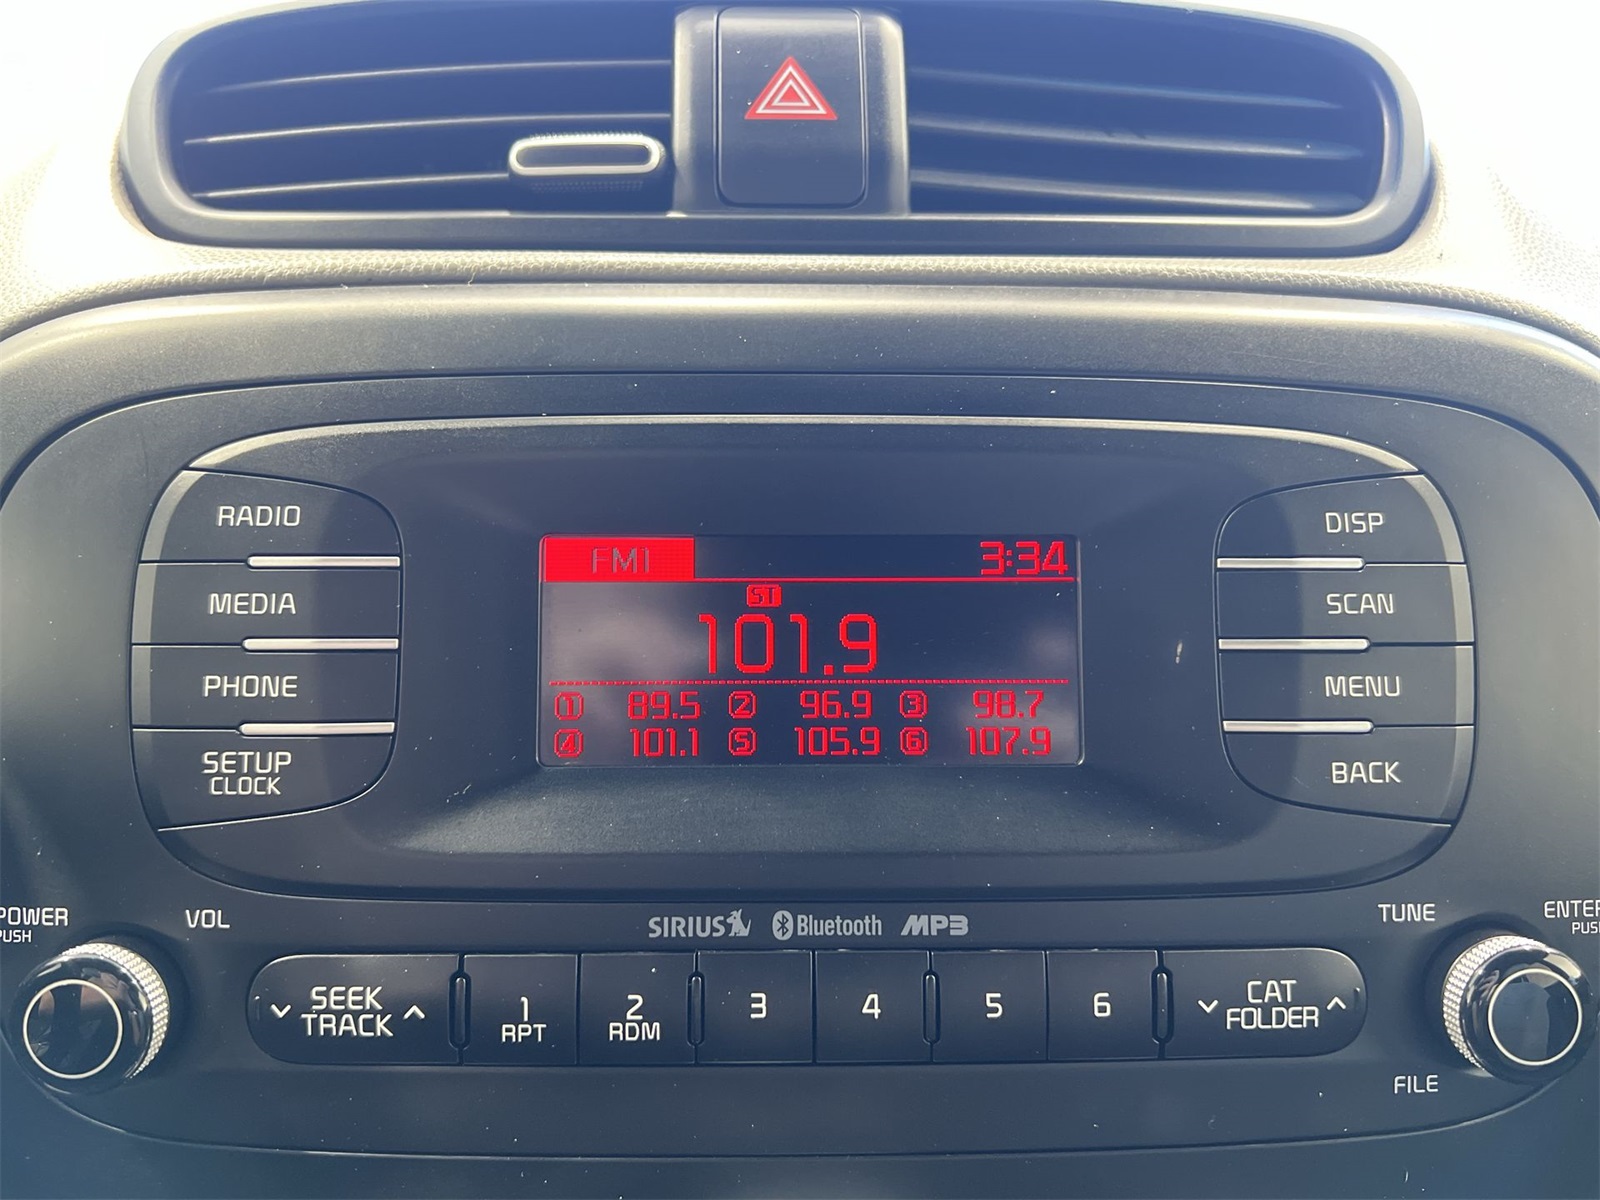 FM1 3:34
ST
101.9
1 89.5 2 96.9 3 98.7
4 101.1 5 105.9 6 107.9
RADIO
MEDIA
PHONE
SETUP
CLOCK
DISP
SCAN
MENU
BACK
POWER
PUSH
VOL
SIRIUS Bluetooth MP3
TUNE
ENTER
PUSH
SEEK
TRACK
1
RPT
2
RDM
3
4
5
6
CAT
FOLDER
FILE